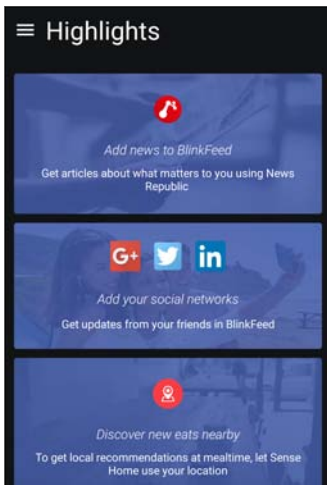 Highlights
Add news to BlinkFeed
Get articles about what matters to you using News
Republic
G+
in
Add your social networks
Get updates from your friends in BlinkFeed
Discover new eats nearby
To get local recommendations at mealtime, let Sense
Home use your location